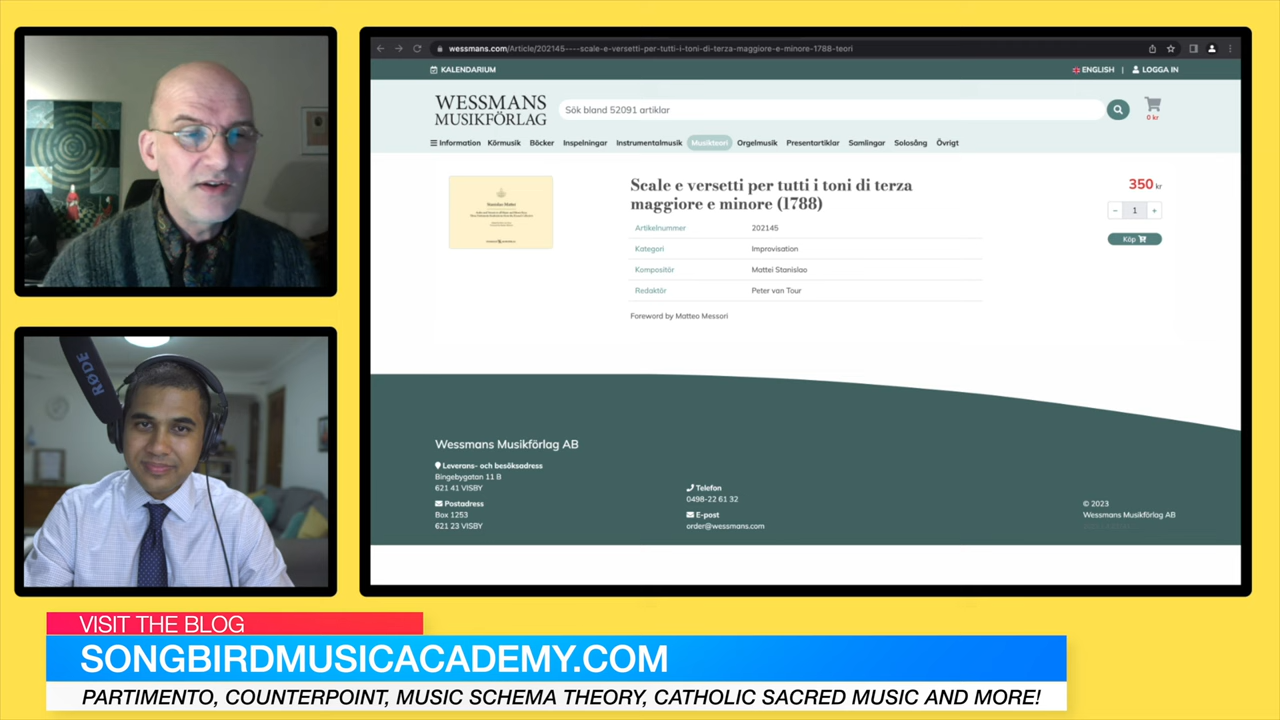 wessmans.com/Article/202145----scale-e-versetti-per-tutti-i-toni-di-terza-maggiore-e-minore-1788-teori
KALENDARIUM
ENGLISH | LOGGA IN
WESSMANS
MUSIKFÖRLAG
Sök bland 52091 artiklar
0 kr
Information Körmusik Böcker Inspelningar Instrumentalmusik Musikteori Orgelmusik Presentartiklar Samlingar Solosång Övrigt
Stanislao Mattei
Scale e versetti per tutti i toni di terza
maggiore e minore (1788)
350 kr
− 1 +
Köp
Artikelnummer 202145
Kategori Improvisation
Kompositör Mattei Stanislao
Redaktör Peter van Tour
Foreword by Matteo Messori
RØDE
Wessmans Musikförlag AB
Leverans- och besöksadress
Bingebygatan 11 B
621 41 VISBY
Postadress
Box 1253
621 23 VISBY
Telefon
0498-22 61 32
E-post
order@wessmans.com
© 2023
Wessmans Musikförlag AB
VISIT THE BLOG
SONGBIRDMUSICACADEMY.COM
PARTIMENTO, COUNTERPOINT, MUSIC SCHEMA THEORY, CATHOLIC SACRED MUSIC AND MORE!